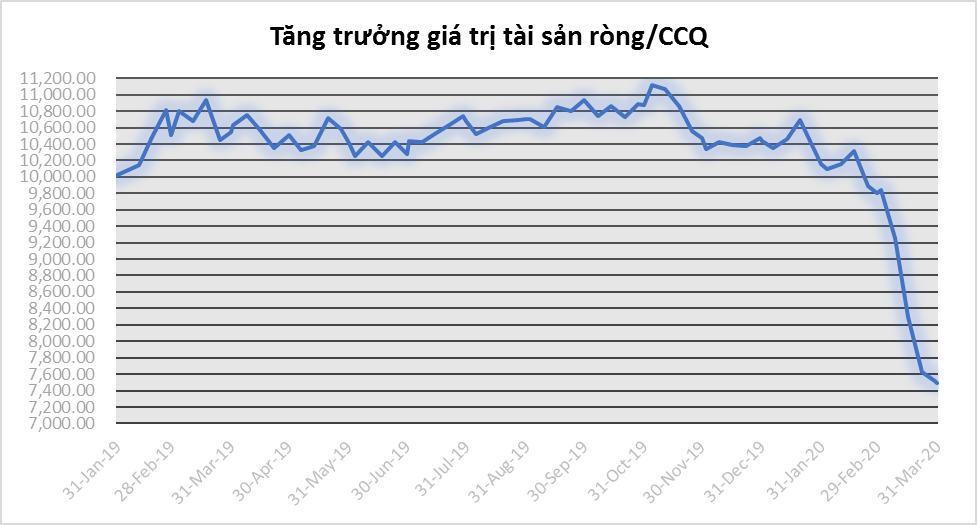 Tăng trưởng giá trị tài sản ròng/CCQ
11,200.00
11,000.00
10,800.00
10,600.00
10,400.00
10,200.00
10,000.00
9,800.00
9,600.00
9,400.00
9,200.00
9,000.00
8,800.00
8,600.00
8,400.00
8,200.00
8,000.00
7,800.00
7,600.00
7,400.00
7,200.00
7,000.00
31-Jan-19
28-Feb-19
31-Mar-19
30-Apr-19
31-May-19
30-Jun-19
31-Jul-19
31-Aug-19
30-Sep-19
31-Oct-19
30-Nov-19
31-Dec-19
31-Jan-20
29-Feb-20
31-Mar-20